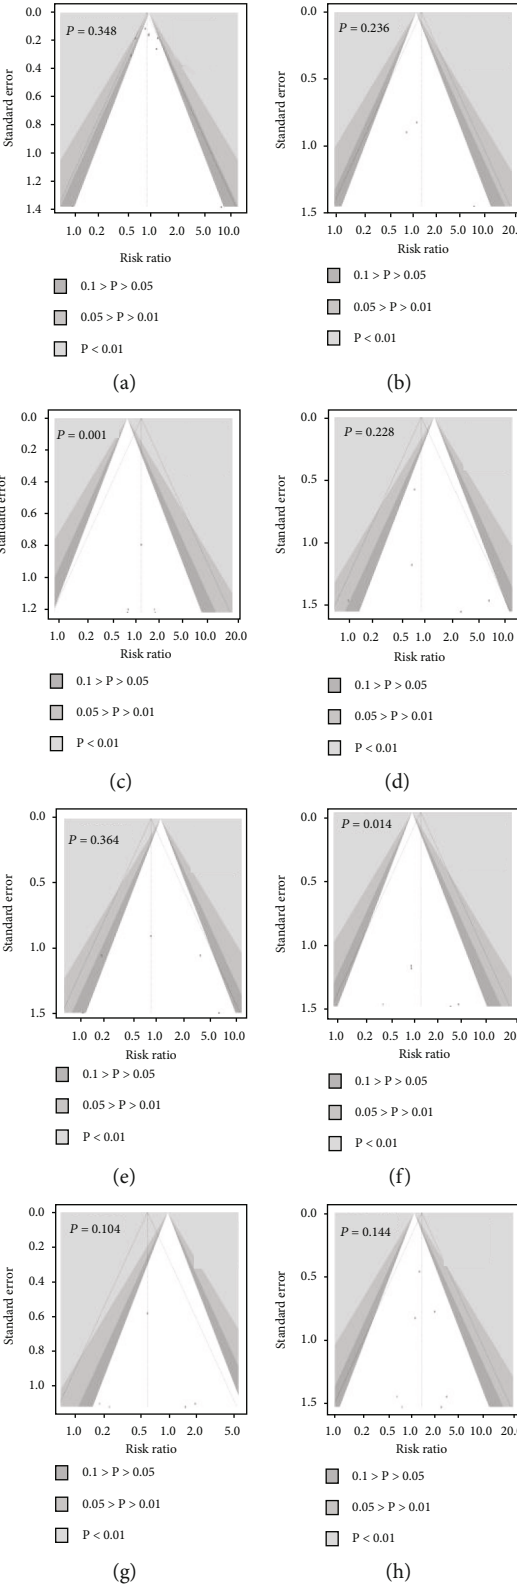 Standard error
0.0
0.2
0.4
0.6
0.8
1.0
1.2
1.4
P = 0.348
1.0 0.2 0.5 1.0 2.0 5.0 10.0
Risk ratio
0.1 > P > 0.05
0.05 > P > 0.01
P < 0.01
(a)
Standard error
0.0
0.5
1.0
1.5
P = 0.236
1.0 0.2 0.5 1.0 2.0 5.0 10.0 20.
Risk ratio
0.1 > P > 0.05
0.05 > P > 0.01
P < 0.01
(b)
Standard error
0.0
0.2
0.4
0.6
0.8
1.0
1.2
P = 0.001
1.0 0.2 0.5 1.0 2.0 5.0 10.0 20.0
Risk ratio
0.1 > P > 0.05
0.05 > P > 0.01
P < 0.01
(c)
Standard error
0.0
0.5
1.0
1.5
P = 0.228
1.0 0.2 0.5 1.0 2.0 5.0 10.0
Risk ratio
0.1 > P > 0.05
0.05 > P > 0.01
P < 0.01
(d)
Standard error
0.0
0.5
1.0
1.5
P = 0.364
1.0 0.2 0.5 1.0 2.0 5.0 10.0
Risk ratio
0.1 > P > 0.05
0.05 > P > 0.01
P < 0.01
(e)
Standard error
0.0
0.5
1.0
1.5
P = 0.014
1.0 0.2 0.5 1.0 2.0 5.0 10.0 20
Risk ratio
0.1 > P > 0.05
0.05 > P > 0.01
P < 0.01
(f)
Standard error
0.0
0.2
0.4
0.6
0.8
1.0
P = 0.104
1.0 0.2 0.5 1.0 2.0 5.0
Risk ratio
0.1 > P > 0.05
0.05 > P > 0.01
P < 0.01
(g)
Standard error
0.0
0.5
1.0
1.5
P = 0.144
1.0 0.2 0.5 1.0 2.0 5.0 10.0 20.
Risk ratio
0.1 > P > 0.05
0.05 > P > 0.01
P < 0.01
(h)